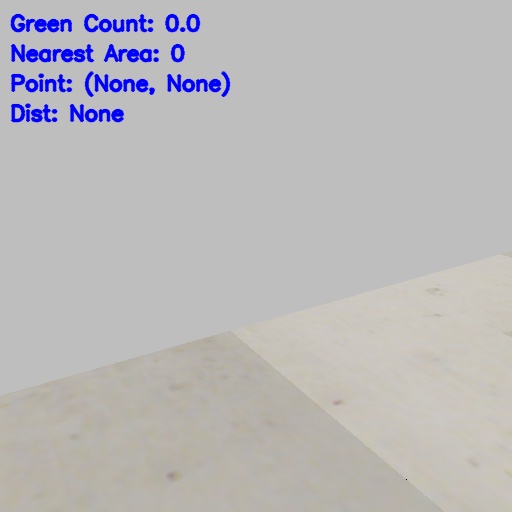 Green Count: 0.0
Nearest Area: 0
Point: (None, None)
Dist: None